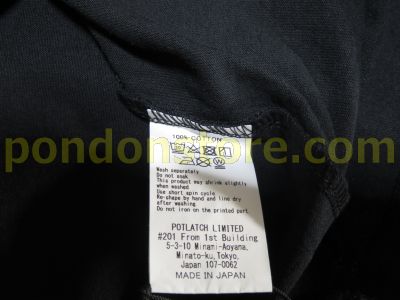 100% COTTON
Wash separately
Do not soak
This product may shrink slightly
when washed
Use short spin cycle
Re-shape by hand and line dry
after washing
Do not iron on the printed part.
POTLATCH LIMITED
#201 From 1st Building
5-3-10 Minami-Aoyama,
Minato-ku, Tokyo,
Japan 107-0062
MADE IN JAPAN
pondon-store.com